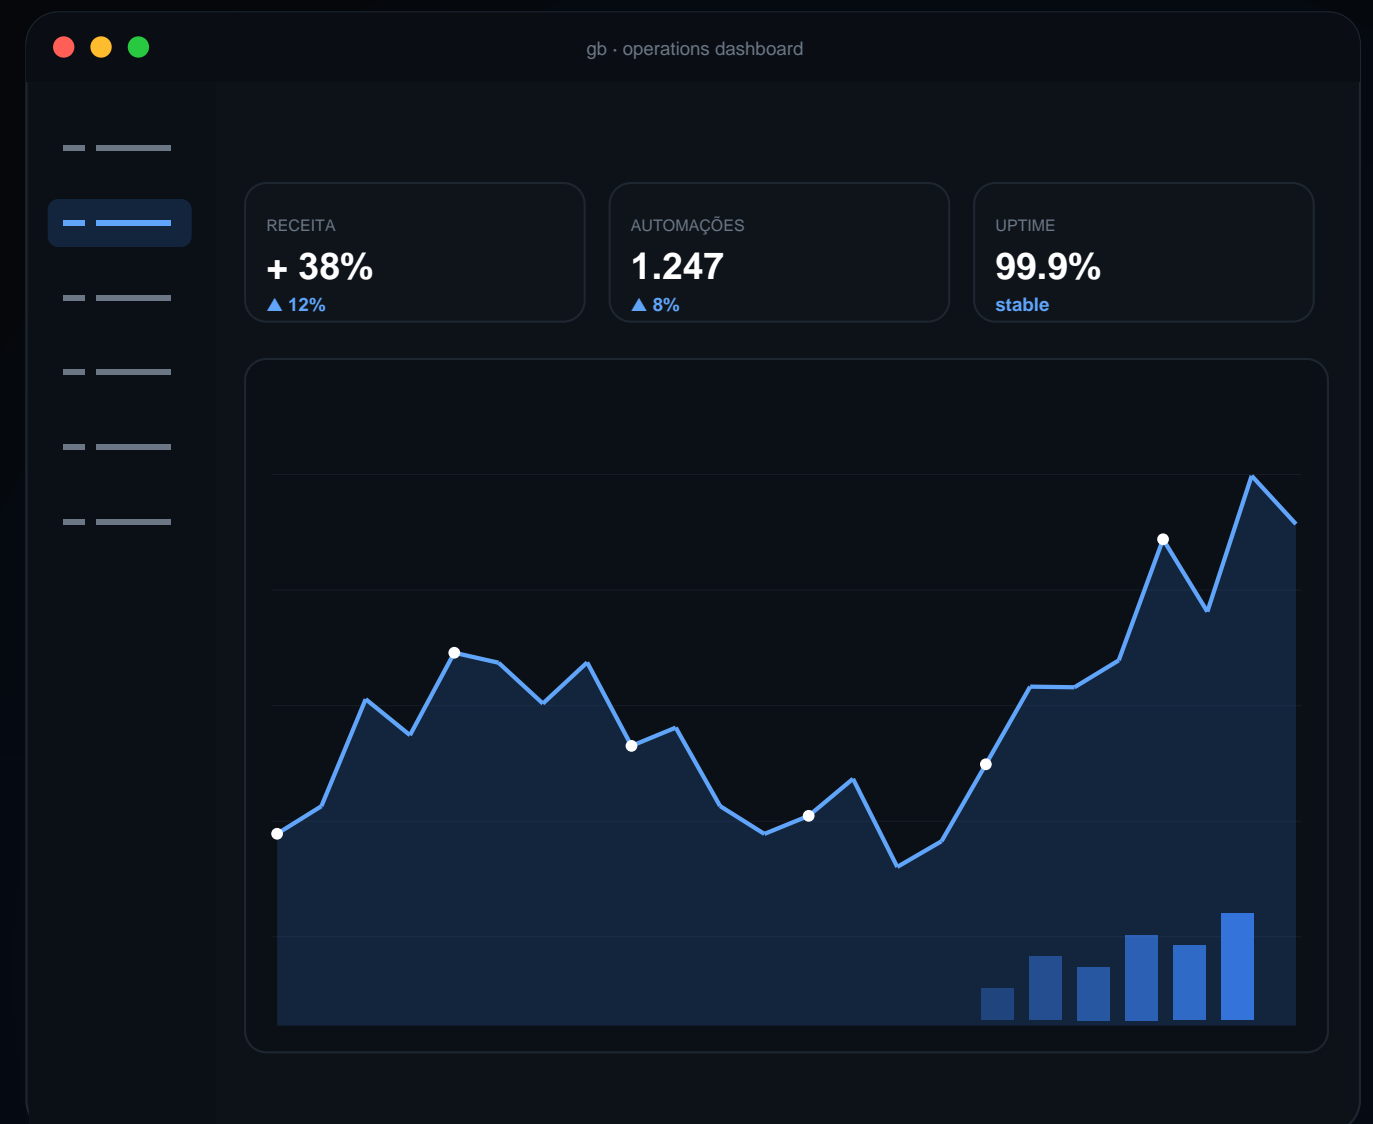 gb · operations dashboard
RECEITA
+ 38%
▲ 12%
AUTOMAÇÕES
1.247
▲ 8%
UPTIME
99.9%
stable